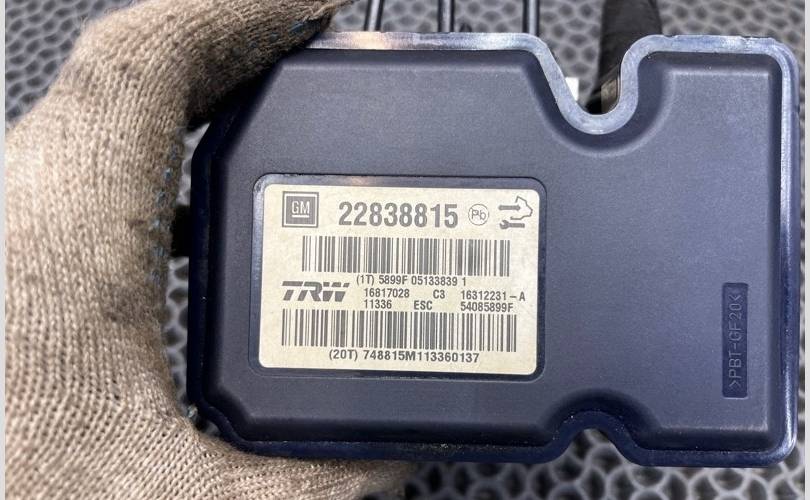 GM 22838815 Pb
(1T) 5899F 05133839 1
TRW 16817028 C3 16312231-A
11336 ESC 54085899F
(20T) 748815M113360137
>PBT-GF20<